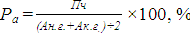 Pₐ = Пч / ((Ан.г.+Ак.г.)÷2) ×100, %